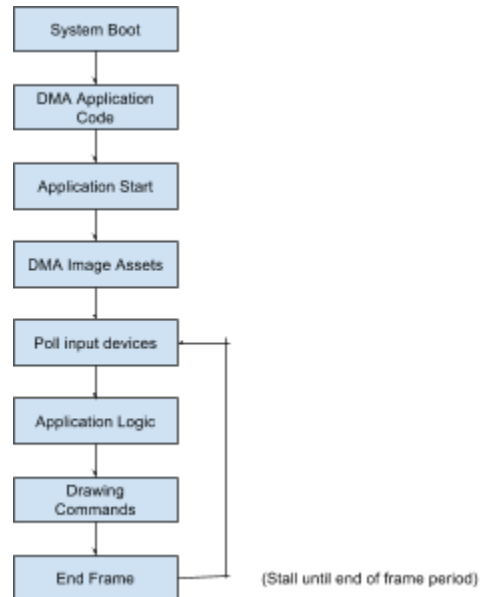 System Boot
DMA Application
Code
Application Start
DMA Image Assets
Poll input devices
Application Logic
Drawing
Commands
End Frame
(Stall until end of frame period)